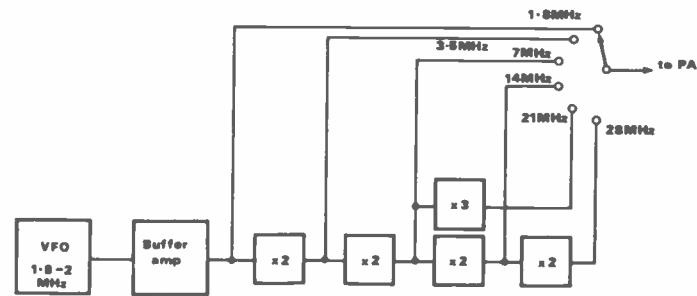 1·8MHz
3·5MHz
7MHz
to PA
14MHz
21MHz
28MHz
x 3
VFO
1·8-2
MHz
Buffer
amp
x 2
x 2
x 2
x 2